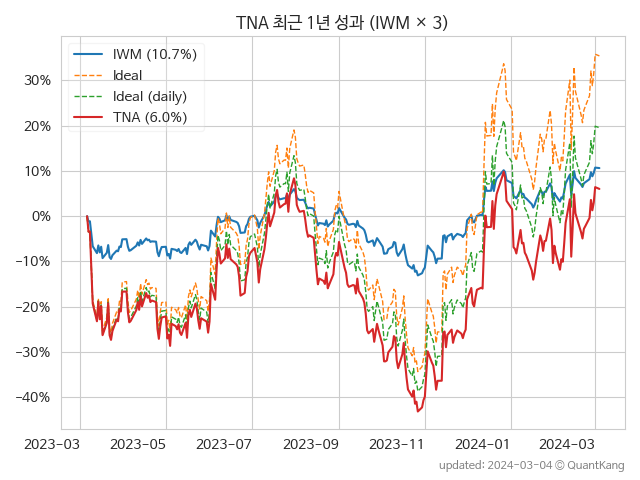 TNA 최근 1년 성과 (IWM × 3)
IWM (10.7%)
Ideal
Ideal (daily)
TNA (6.0%)
30%
20%
10%
0%
−10%
−20%
−30%
−40%
2023-03 2023-05 2023-07 2023-09 2023-11 2024-01 2024-03
updated: 2024-03-04 © QuantKang